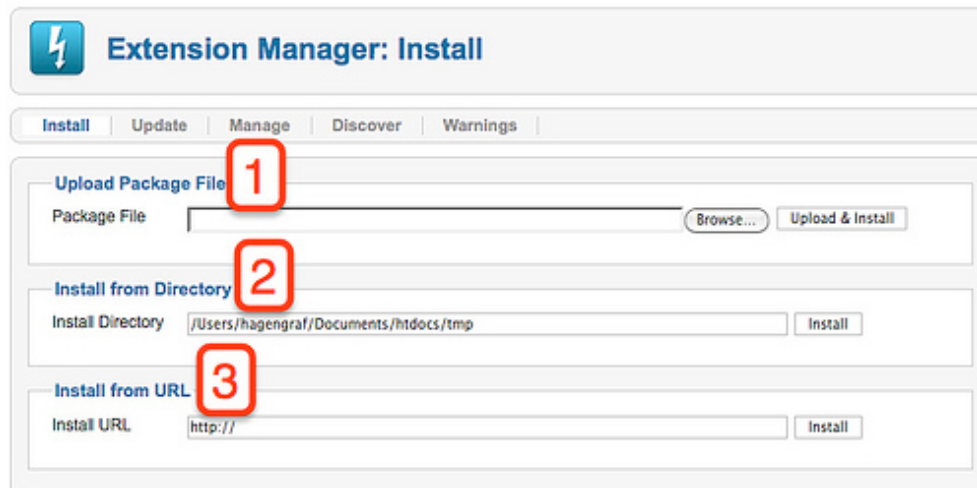 Extension Manager: Install
Install Update Manage Discover Warnings
1
Upload Package File
Package File Browse... Upload & Install
2
Install from Directory
Install Directory /Users/hagengraf/Documents/htdocs/tmp Install
3
Install from URL
Install URL http:// Install